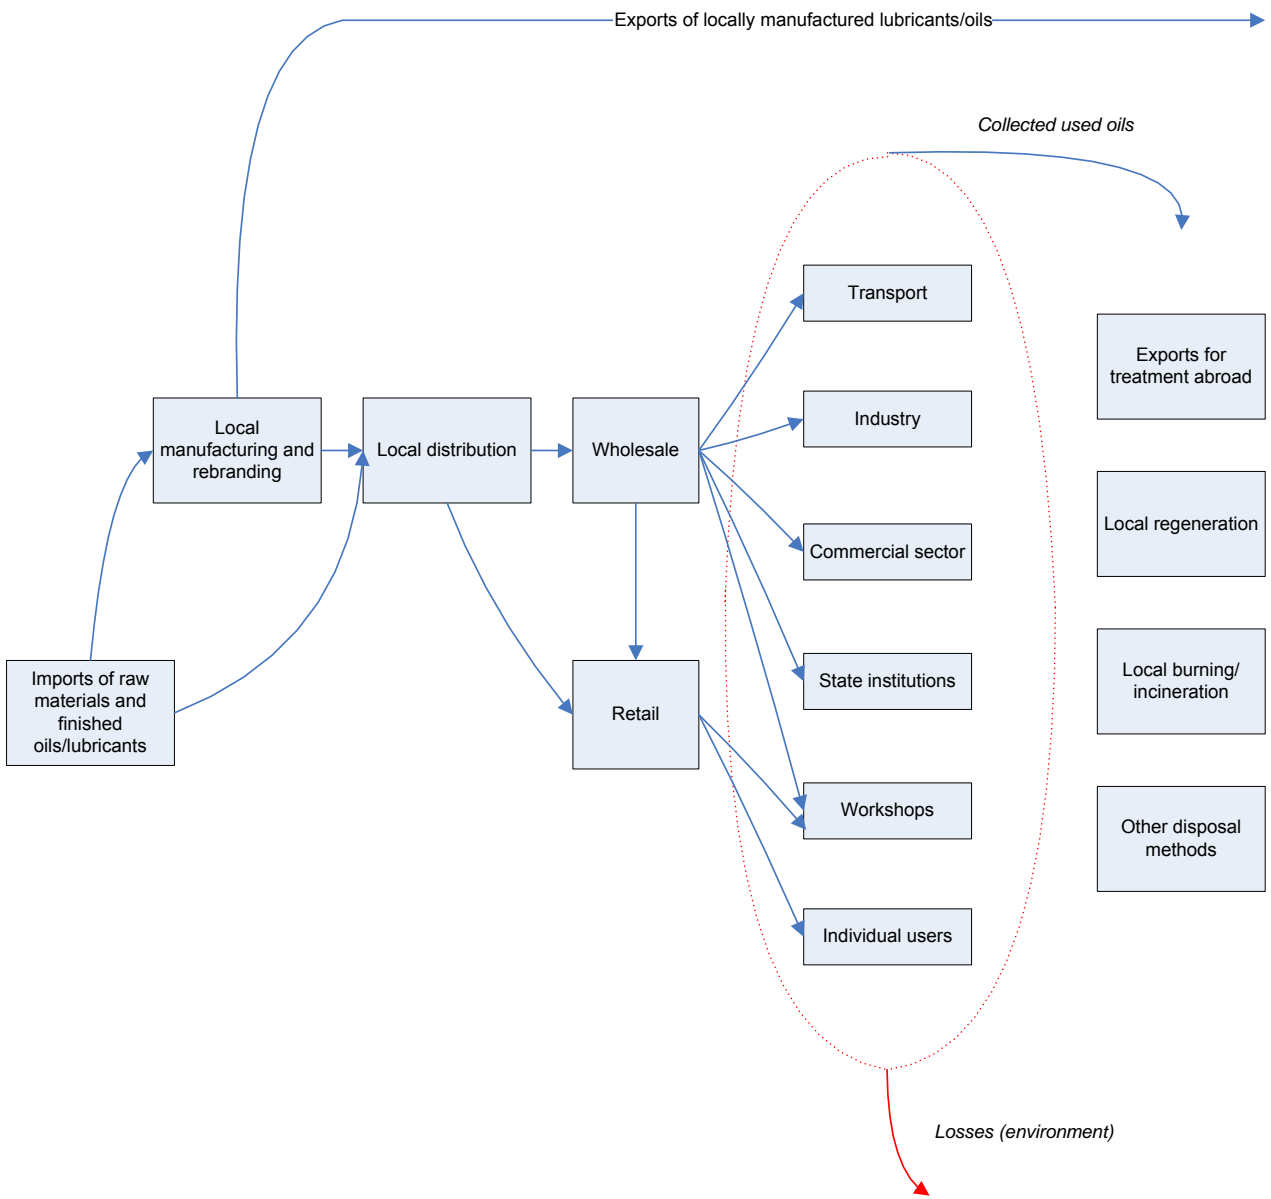 Exports of locally manufactured lubricants/oils
Collected used oils
Transport
Exports for
treatment abroad
Industry
Local
manufacturing and
rebranding
Local distribution
Wholesale
Local regeneration
Commercial sector
Imports of raw
materials and
finished
oils/lubricants
Retail
State institutions
Local burning/
incineration
Workshops
Other disposal
methods
Individual users
Losses (environment)